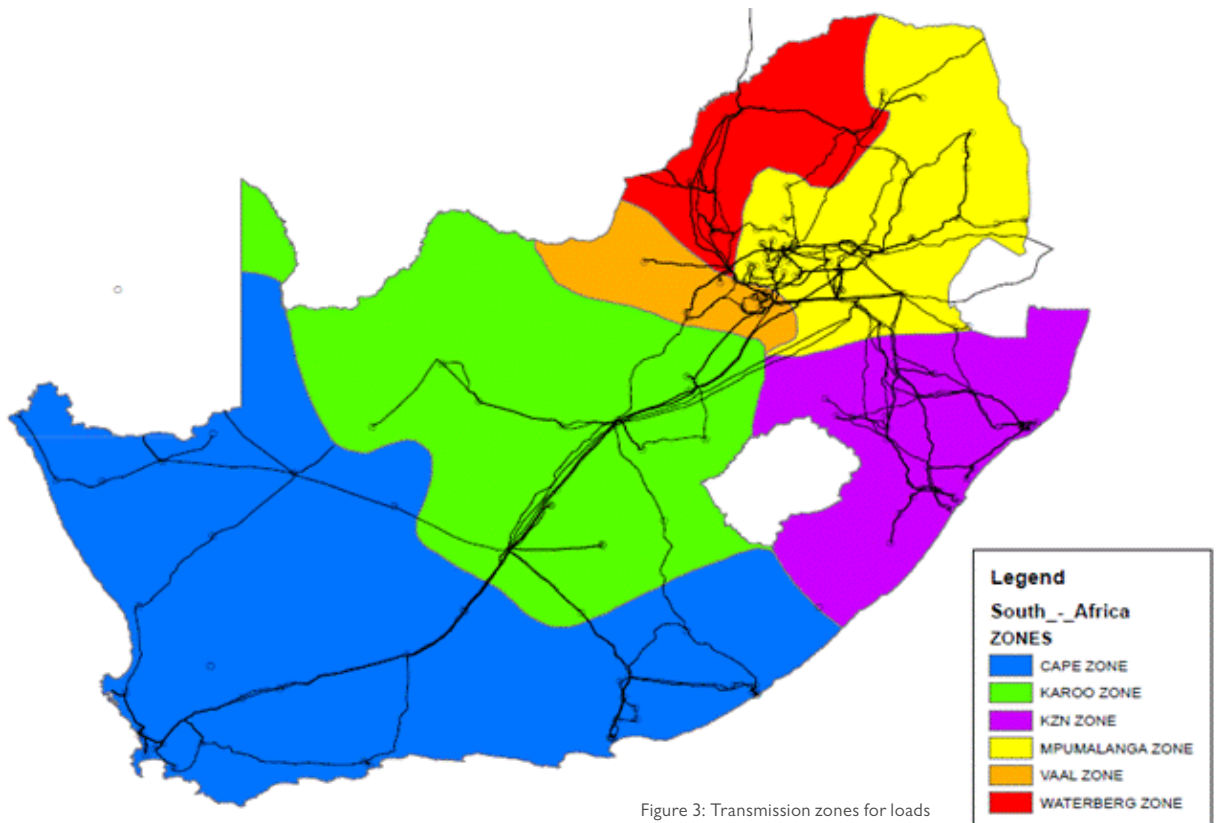 Legend
South_-_Africa
ZONES
CAPE ZONE
KAROO ZONE
KZN ZONE
MPUMALANGA ZONE
VAAL ZONE
WATERBERG ZONE
Figure 3: Transmission zones for loads